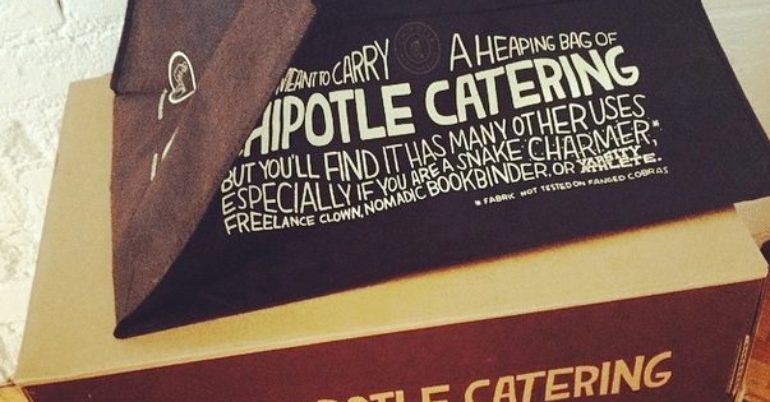 MEANT TO CARRY A HEAPING BAG OF
HIPOTLE CATERING
BUT YOU'LL FIND IT HAS MANY OTHER USES
ESPECIALLY IF YOU ARE A SNAKE CHARMER,*
FREELANCE CLOWN, NOMADIC BOOKBINDER, OR VARSITY ATHLETE.
* FABRIC NOT TESTED ON FANGED COBRAS
POTLE CATERING